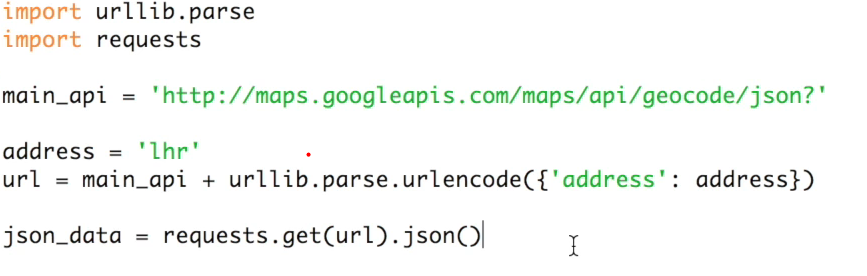 import urllib.parse
import requests
main_api = 'http://maps.googleapis.com/maps/api/geocode/json?'
address = 'lhr'
url = main_api + urllib.parse.urlencode({'address': address})
json_data = requests.get(url).json()